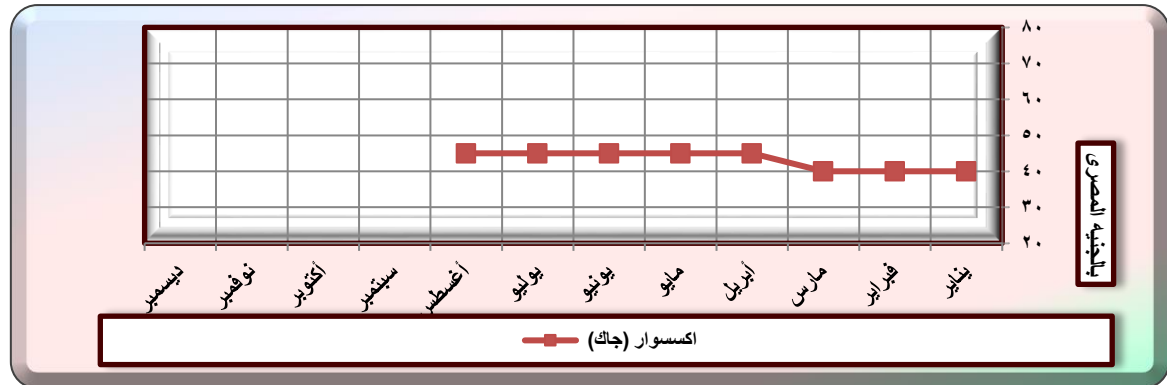 ٨٠
٧٠
٦٠
٥٠
٤٠
٣٠
٢٠
بالجنيه المصرى
يناير
فبراير
مارس
أبريل
مايو
يونيو
يوليو
أغسطس
سبتمبر
أكتوبر
نوفمبر
ديسمبر
اكسسوار (جاك)